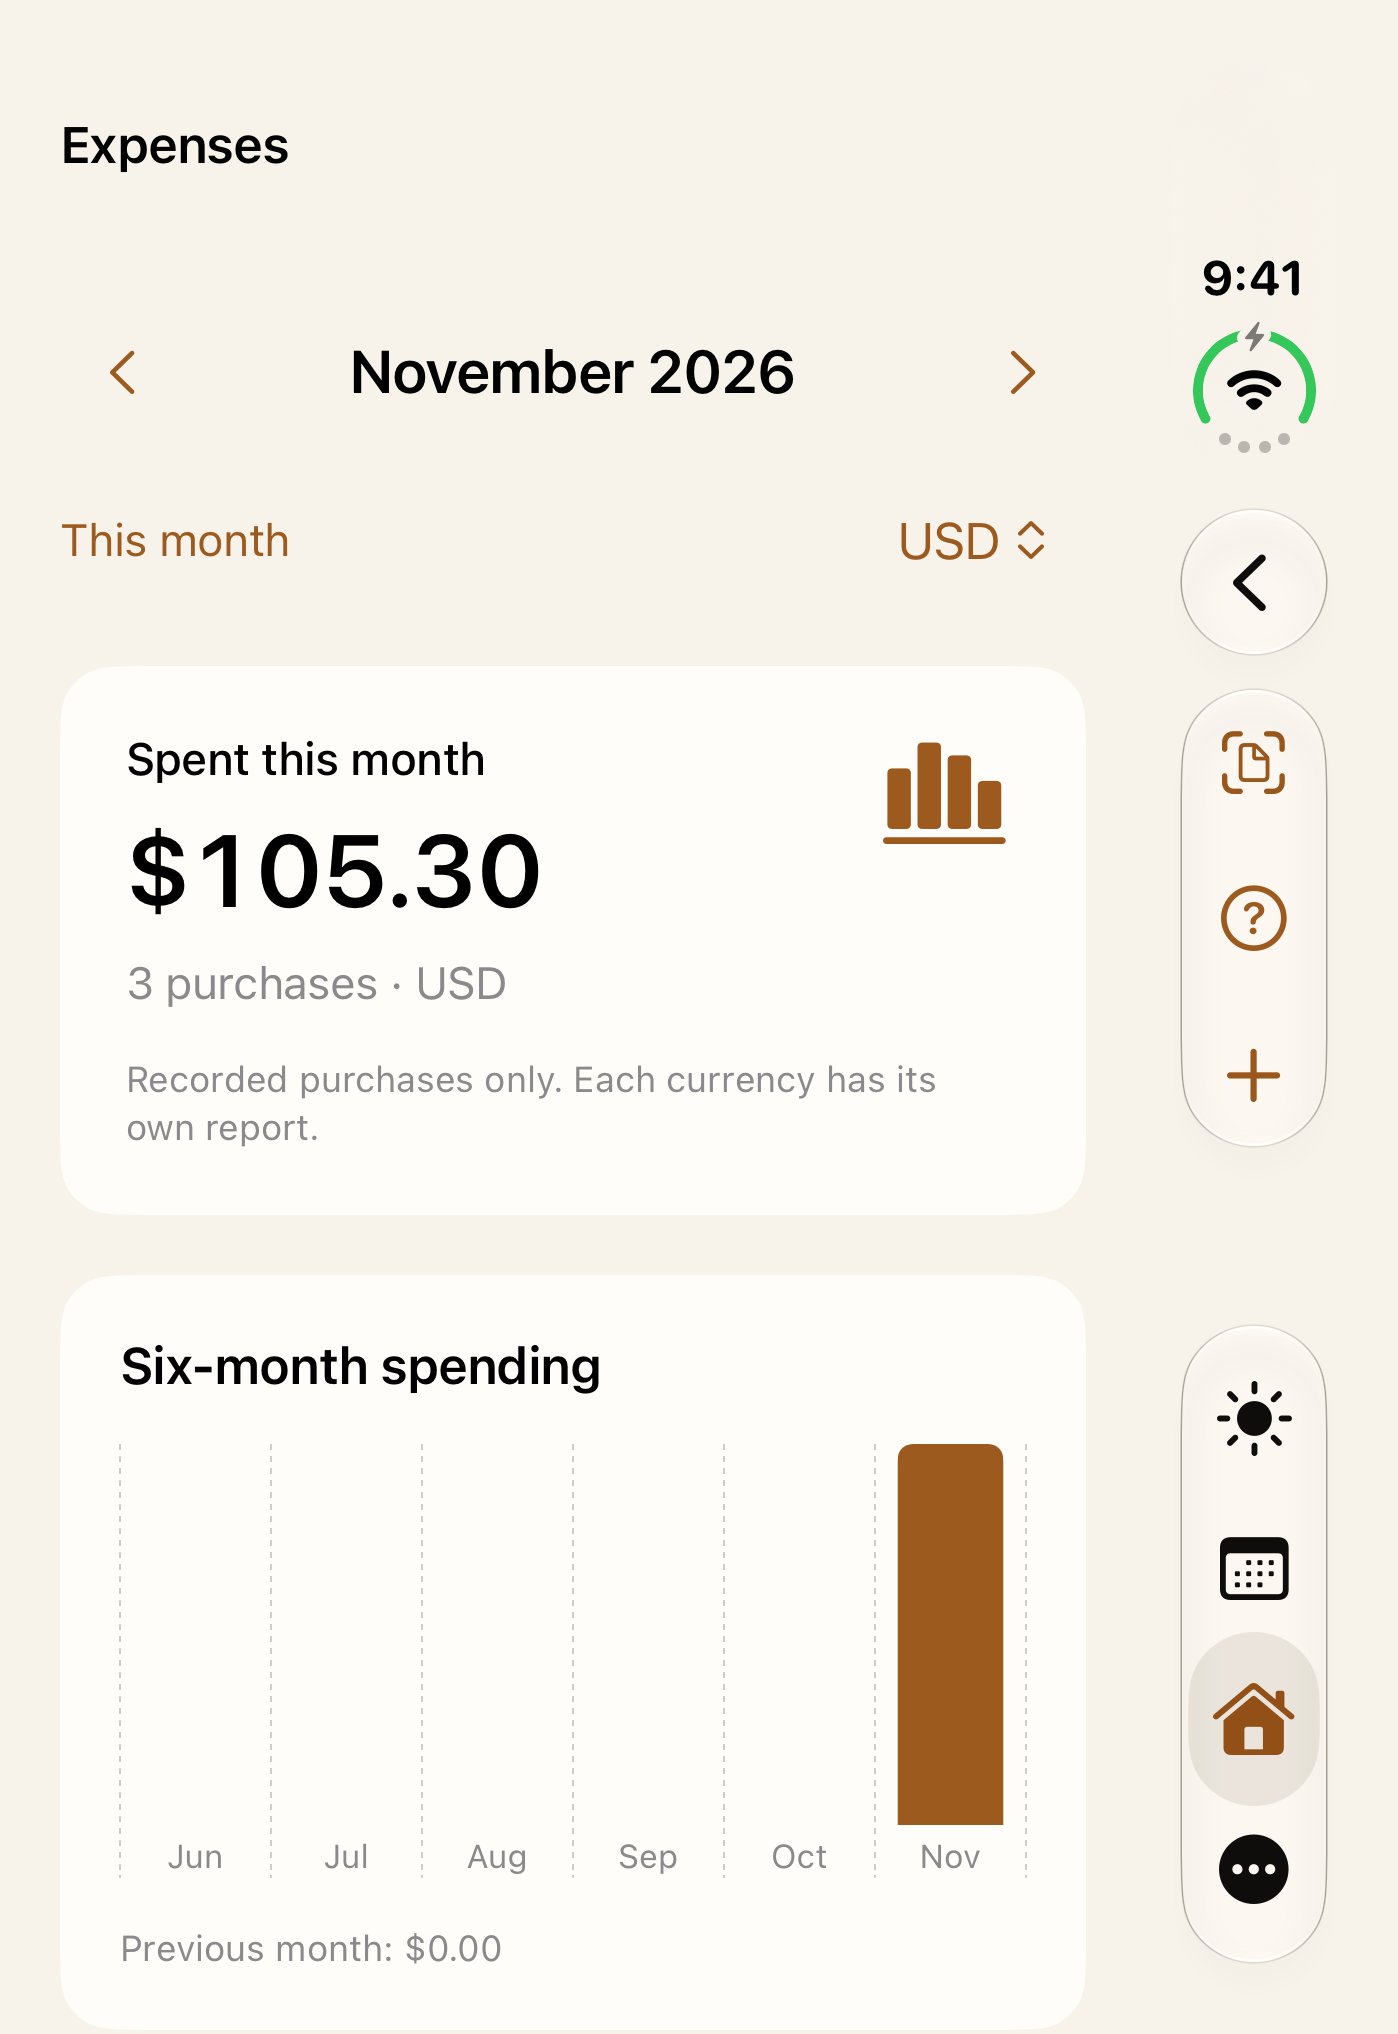 Expenses
9:41
November 2026
This month
USD
Spent this month
$105.30
3 purchases · USD
Recorded purchases only. Each currency has its
own report.
Six-month spending
Jun Jul Aug Sep Oct Nov
Previous month: $0.00